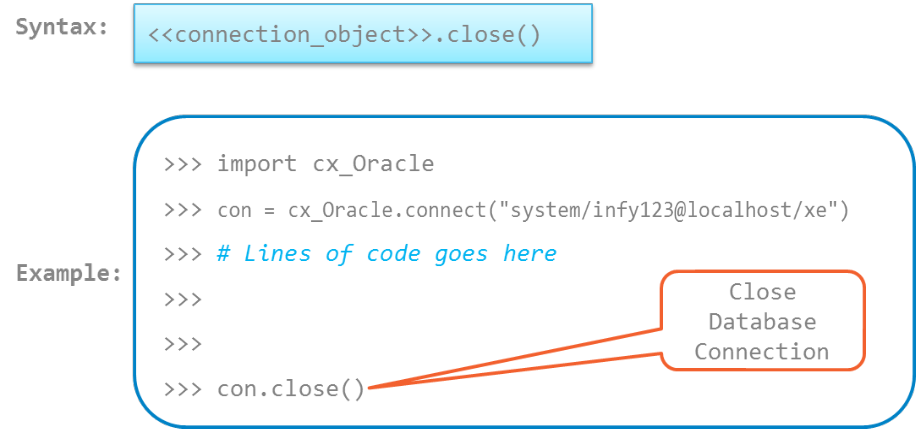 Syntax:
<<connection_object>>.close()
>>> import cx_Oracle
>>> con = cx_Oracle.connect("system/infy123@localhost/xe")
>>> # Lines of code goes here
Example:
>>>
>>>
>>> con.close()
Close
Database
Connection